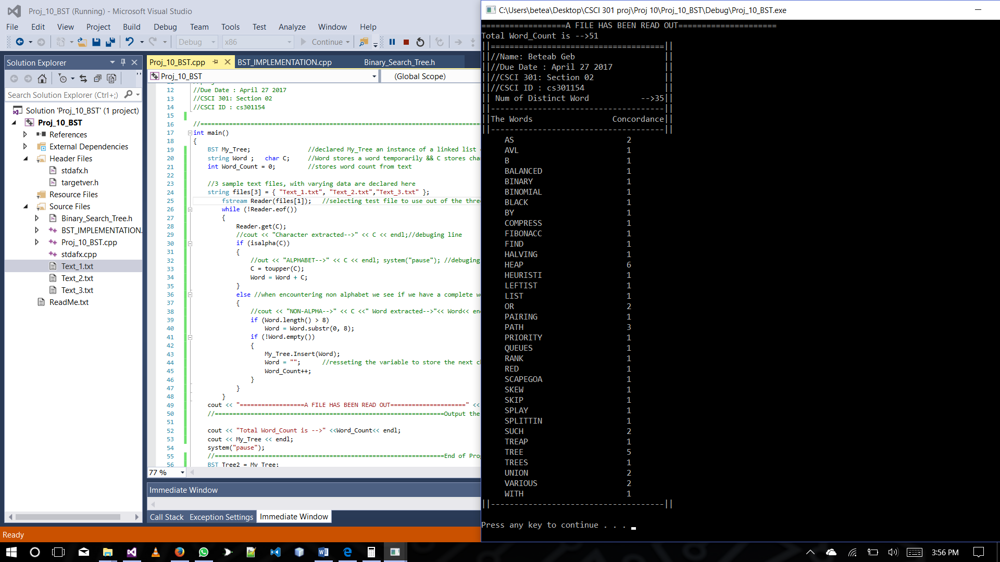 Proj_10_BST (Running) - Microsoft Visual Studio
File Edit View Project Build Debug Team Tools Test Analyze Window Help
Debug x86 Continue
Solution Explorer
Search Solution Explorer (Ctrl+;)
Solution 'Proj_10_BST' (1 project)
Proj_10_BST
References
External Dependencies
Header Files
stdafx.h
targetver.h
Resource Files
Source Files
Binary_Search_Tree.h
BST_IMPLEMENTATION.
Proj_10_BST.cpp
stdafx.cpp
Text_1.txt
Text_2.txt
Text_3.txt
ReadMe.txt
Proj_10_BST.cpp BST_IMPLEMENTATION.cpp Binary_Search_Tree.h
Proj_10_BST (Global Scope)
12 //Due Date : April 27 2017
13 //CSCI 301: Section 02
14 //CSCI ID : cs301154
15
16 //================================================================================
17 int main()
18 {
19 BST My_Tree; //declared My_Tree an instance of a linked list
20 string Word ; char C; //Word stores a word temporarily && C stores cha
21 int Word_Count = 0; //stores word count from text
22
23 //3 sample text files, with varying data are declared here
24 string files[3] = { "Text_1.txt", "Text_2.txt","Text_3.txt" };
25 fstream Reader(files[1]); //selecting test file to use out of the thre
26 while (!Reader.eof())
27 {
28 Reader.get(C);
29 //cout << "Character extracted-->" << C << endl;//debuging line
30 if (isalpha(C))
31 {
32 //out << "ALPHABET-->" << C << endl; system("pause"); //debuging
33 C = toupper(C);
34 Word = Word + C;
35 }
36 else //when encountering non alphabet we see if we have a complete w
37 {
38 //cout << "NON-ALPHA-->" << C <<" Word extracted-->"<< Word<< en
39 if (Word.length() > 8)
40 Word = Word.substr(0, 8);
41 if (!Word.empty())
42 {
43 My_Tree.Insert(Word);
44 Word = ""; //resseting the variable to store the next c
45 Word_Count++;
46 }
47 }
48 }
49 cout << "==================A FILE HAS BEEN READ OUT=====================" <<
50 //================================================================Output the
51
52 cout << "Total Word_Count is -->" <<Word_Count<< endl;
53 cout << My_Tree << endl;
54 system("pause");
55 //================================================================End of Pro
56 BST Tree2 = My_Tree;
77 %
Immediate Window
Call Stack Exception Settings Immediate Window
Ready
C:\Users\betea\Desktop\CSCI 301 proj\Proj 10\Proj_10_BST\Debug\Proj_10_BST.exe
==================A FILE HAS BEEN READ OUT=====================
Total Word_Count is -->51
||=====================================||
||//Name: Beteab Geb ||
||//Due Date : April 27 2017 ||
||//CSCI 301: Section 02 ||
||//CSCI ID : cs301154 ||
|| Num of Distinct Word -->35||
||-------------------------------------||
||The Words Concordance||
||-------------------------------------||
AS 2
AVL 1
B 1
BALANCED 1
BINARY 1
BINOMIAL 1
BLACK 1
BY 1
COMPRESS 1
FIBONACC 1
FIND 1
HALVING 1
HEAP 6
HEURISTI 1
LEFTIST 1
LIST 1
OR 2
PAIRING 1
PATH 3
PRIORITY 1
QUEUES 1
RANK 1
RED 1
SCAPEGOA 1
SKEW 1
SKIP 1
SPLAY 1
SPLITTIN 1
SUCH 2
TREAP 1
TREE 5
TREES 1
UNION 2
VARIOUS 2
WITH 1
||-------------------------------------||
Press any key to continue . . .
3:56 PM